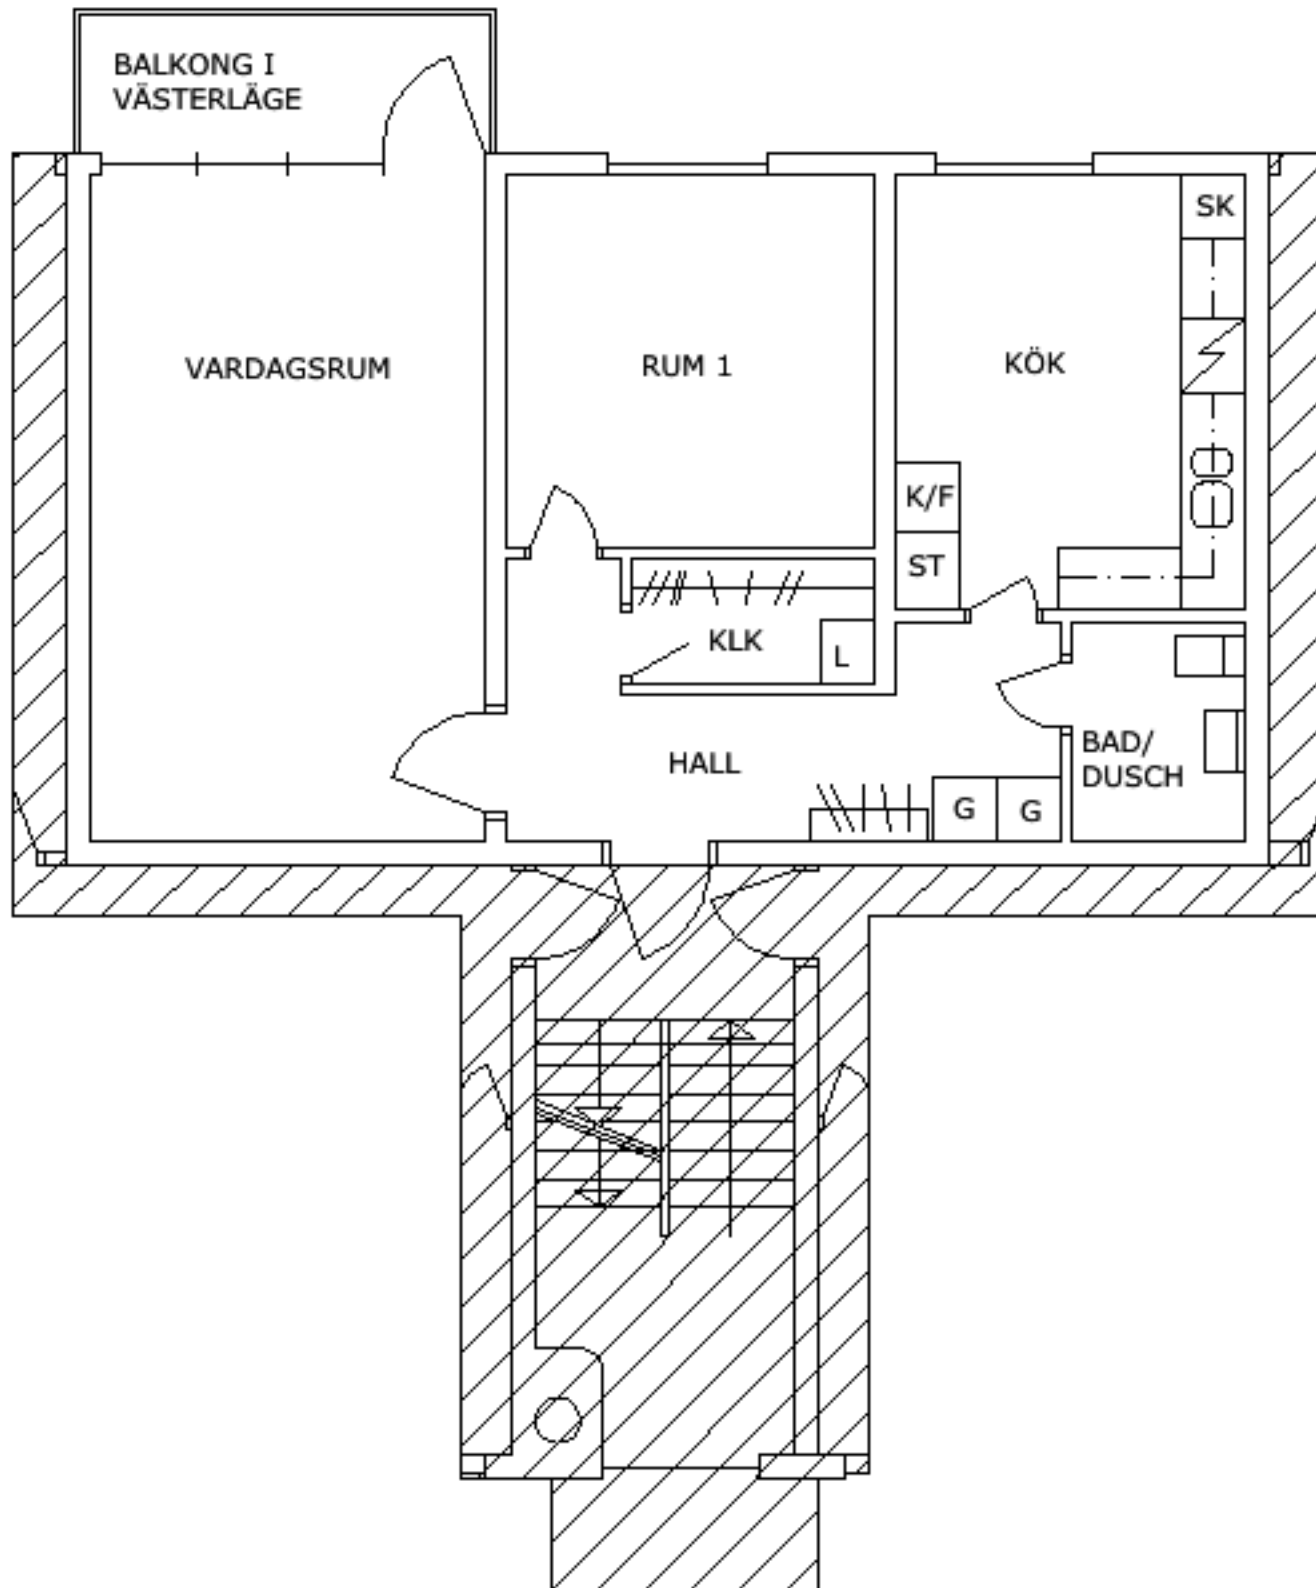 BALKONG I
VÄSTERLÄGE
SK
VARDAGSRUM
RUM 1
KÖK
K/F
ST
KLK
L
HALL
BAD/
DUSCH
G
G